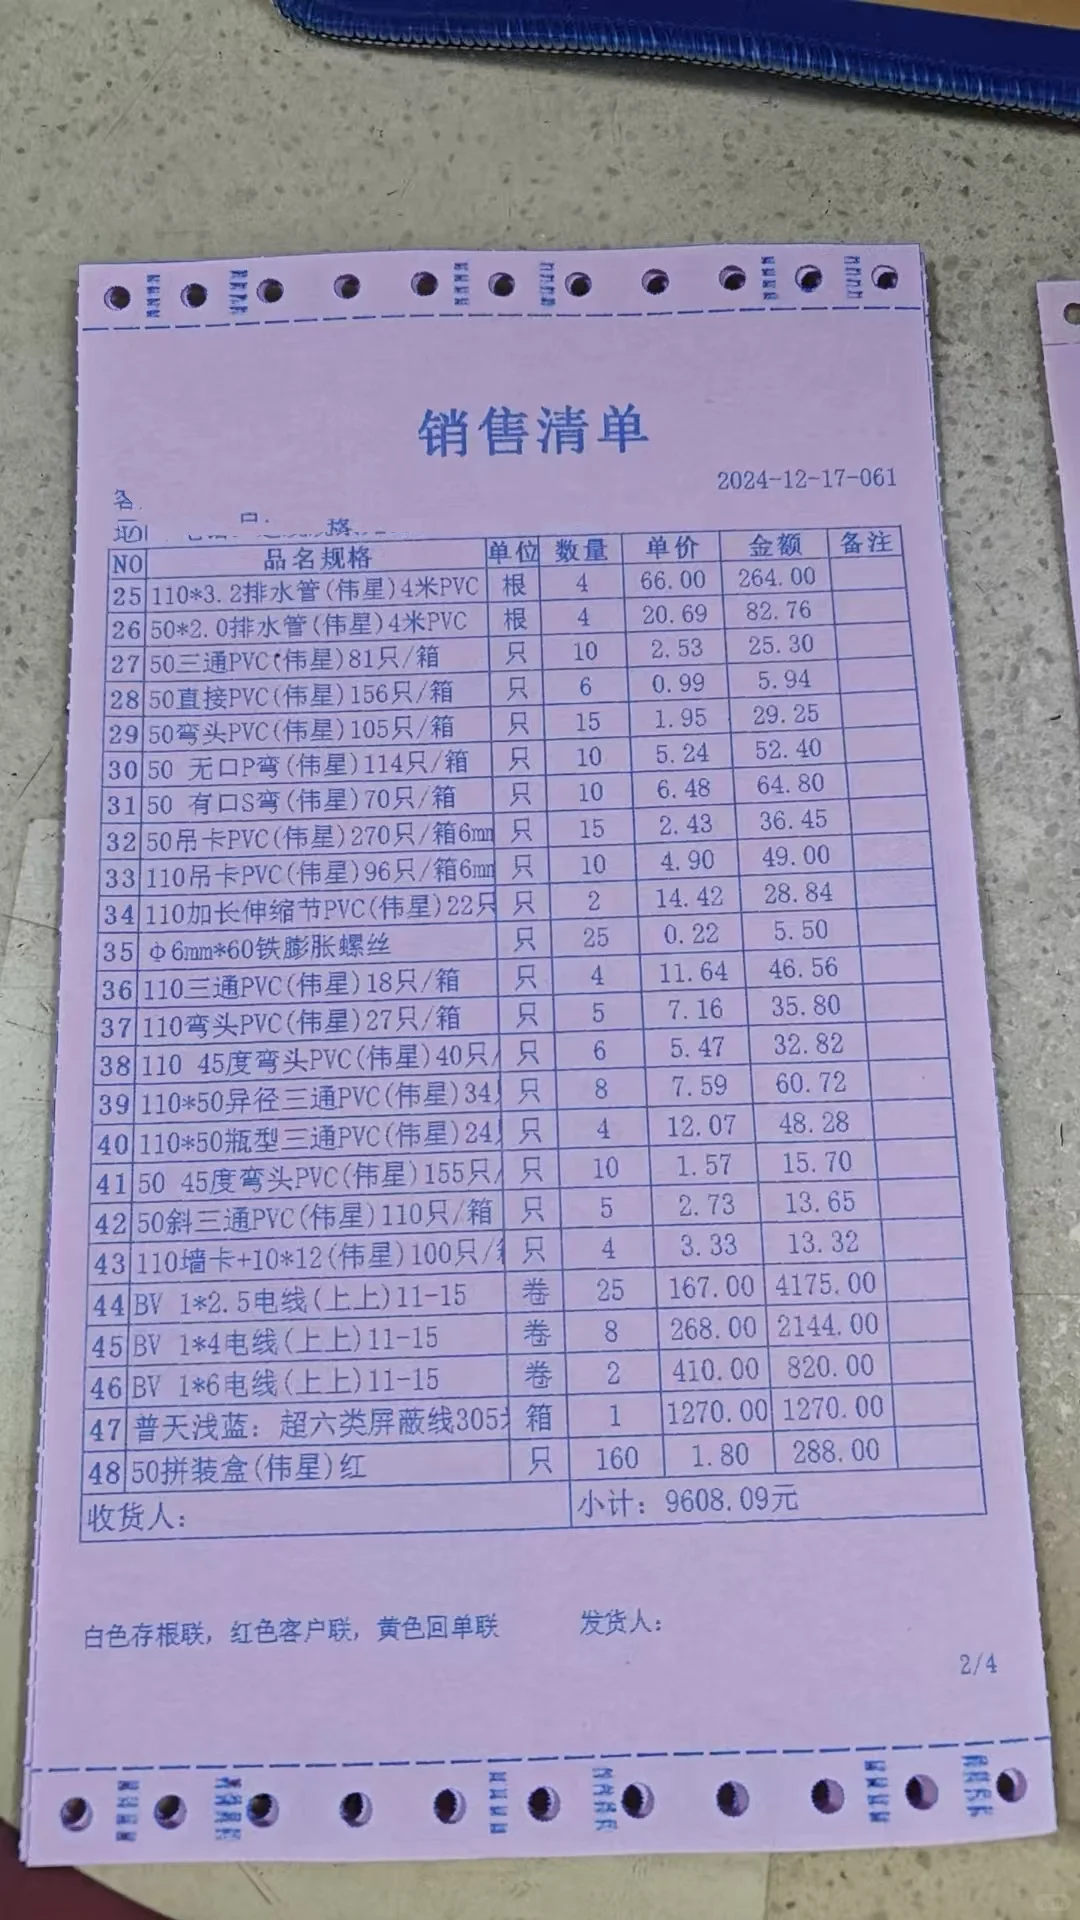 销售清单
2024-12-17-061
NO 品名规格 单位 数量 单价 金额 备注
25 110*3.2排水管(伟星)4米PVC 根 4 66.00 264.00
26 50*2.0排水管(伟星)4米PVC 根 4 20.69 82.76
27 50三通PVC(伟星)81只/箱 只 10 2.53 25.30
28 50直接PVC(伟星)156只/箱 只 6 0.99 5.94
29 50弯头PVC(伟星)105只/箱 只 15 1.95 29.25
30 50 无口P弯(伟星)114只/箱 只 10 5.24 52.40
31 50 有口S弯(伟星)70只/箱 只 10 6.48 64.80
32 50吊卡PVC(伟星)270只/箱6mm 只 15 2.43 36.45
33 110吊卡PVC(伟星)96只/箱6mm 只 10 4.90 49.00
34 110加长伸缩节PVC(伟星)22只 只 2 14.42 28.84
35 Φ6mm*60铁膨胀螺丝 只 25 0.22 5.50
36 110三通PVC(伟星)18只/箱 只 4 11.64 46.56
37 110弯头PVC(伟星)27只/箱 只 5 7.16 35.80
38 110 45度弯头PVC(伟星)40只/ 只 6 5.47 32.82
39 110*50异径三通PVC(伟星)34 只 8 7.59 60.72
40 110*50瓶型三通PVC(伟星)24 只 4 12.07 48.28
41 50 45度弯头PVC(伟星)155只/ 只 10 1.57 15.70
42 50斜三通PVC(伟星)110只/箱 只 5 2.73 13.65
43 110墙卡+10*12(伟星)100只/ 只 4 3.33 13.32
44 BV 1*2.5电线(上上)11-15 卷 25 167.00 4175.00
45 BV 1*4电线(上上)11-15 卷 8 268.00 2144.00
46 BV 1*6电线(上上)11-15 卷 2 410.00 820.00
47 普天浅蓝：超六类屏蔽线305 箱 1 1270.00 1270.00
48 50拼装盒(伟星)红 只 160 1.80 288.00
收货人： 小计：9608.09元
白色存根联，红色客户联，黄色回单联 发货人：
2/4